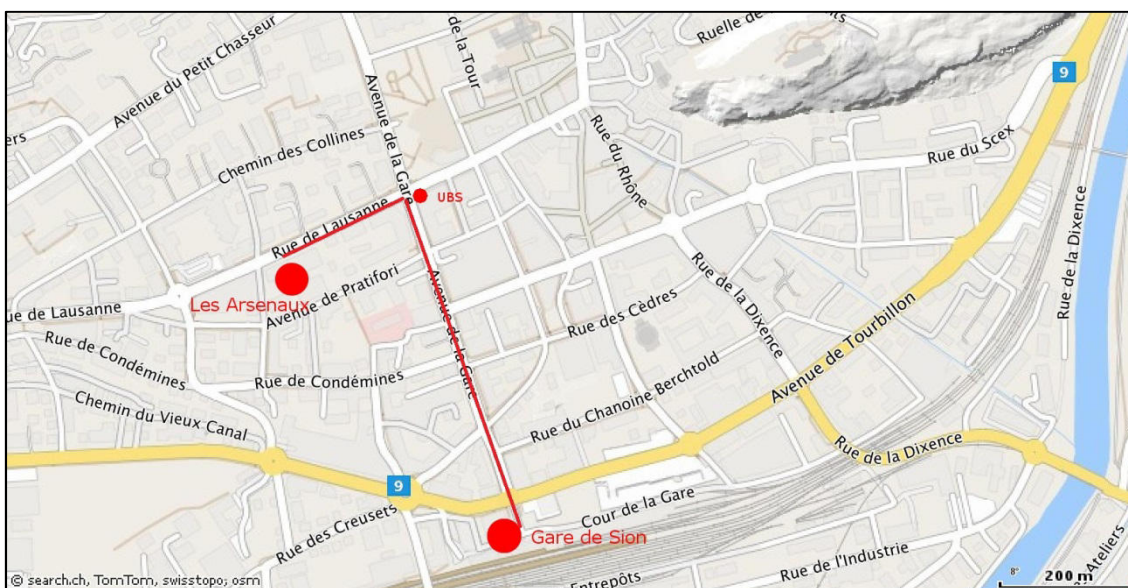 Ruelle de
ts
9
Avenue du Petit Chasseur
de la Tour
Avenue de la Gare
ers
Chemin des Collines
Rue du Rhône
Rue du Scex
UBS
Rue de Lausanne
Rue de la Dixence
Les Arsenaux
Avenue de Pratifori
Avenue de la Gare
Rue de la Dixence
ue de Lausanne
Rue des Cèdres
Avenue de Tourbillon
Rue de Condémines
Rue de Condémines
Chemin du Vieux Canal
Rue du Chanoine Berchtold
Rue de la Dixence
9
Rue des Creusets
Cour de la Gare
Gare de Sion
Rue de l'Industrie
Entrepôts
s Ateliers
© search.ch, TomTom, swisstopo, osm
8°
200 m